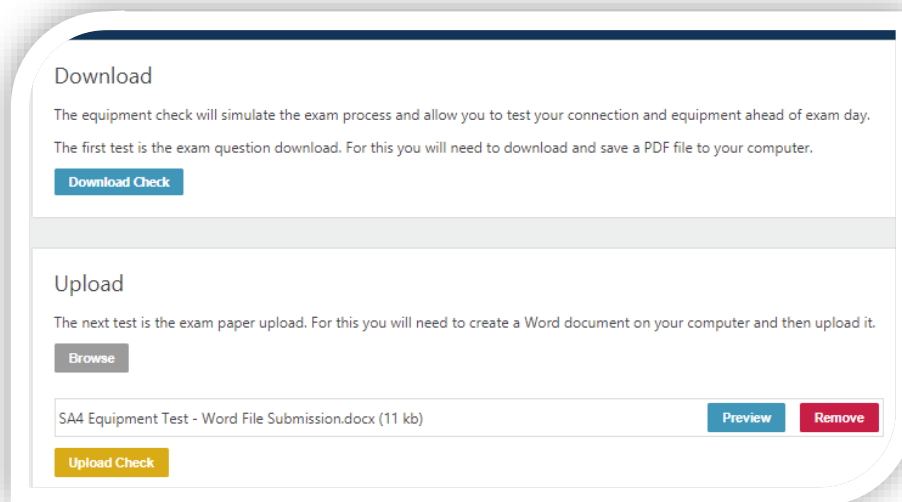 Download
The equipment check will simulate the exam process and allow you to test your connection and equipment ahead of exam day.
The first test is the exam question download. For this you will need to download and save a PDF file to your computer.
Download Check
Upload
The next test is the exam paper upload. For this you will need to create a Word document on your computer and then upload it.
Browse
SA4 Equipment Test - Word File Submission.docx (11 kb) Preview Remove
Upload Check